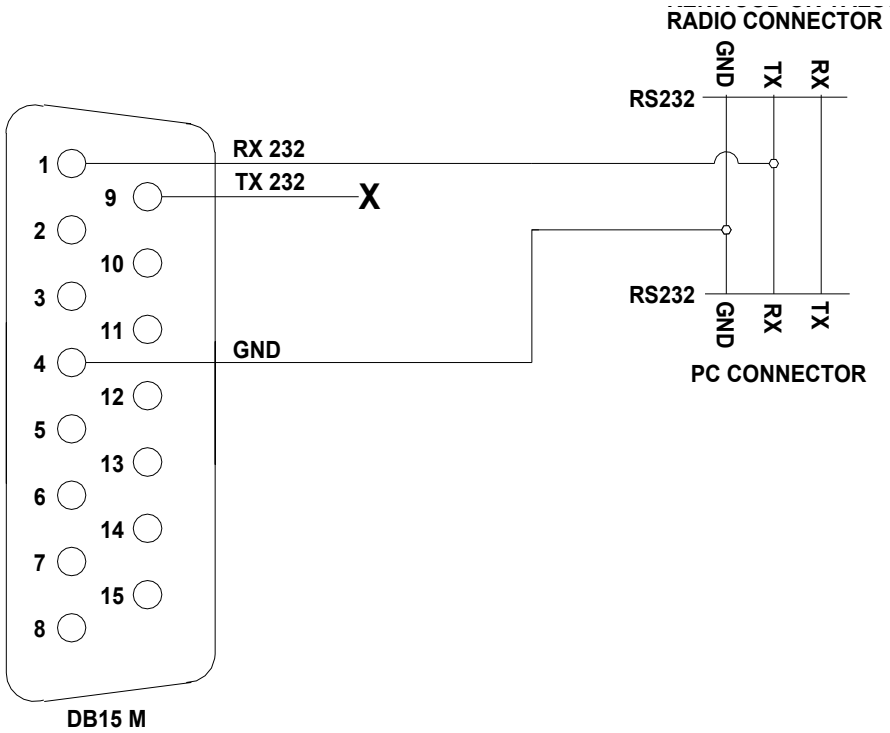 RADIO CONNECTOR
GND TX RX
RS232
RX 232
1
TX 232
9
X
2
10
3
RS232
11
GND RX TX
4
GND
PC CONNECTOR
12
5
13
6
14
7
15
8
DB15 M